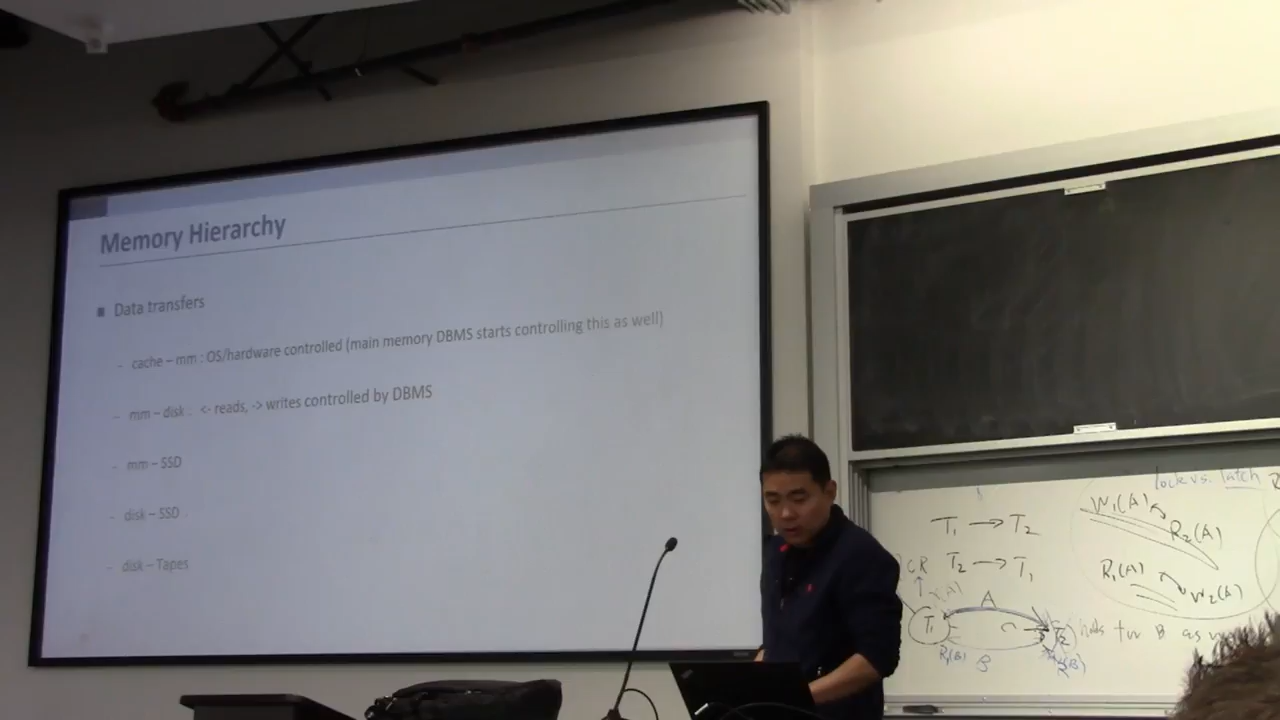 Memory Hierarchy
Data transfers
- cache – mm : OS/hardware controlled (main memory DBMS starts controlling this as well)
- mm – disk : <- reads, -> writes controlled by DBMS
- mm – SSD
- disk – SSD
- disk – Tapes
lock vs. latch
W₁(A)
R₂(A)
T₁ → T₂
T₂ → T₁
R₁(A)
W₂(A)
A
T₁
B